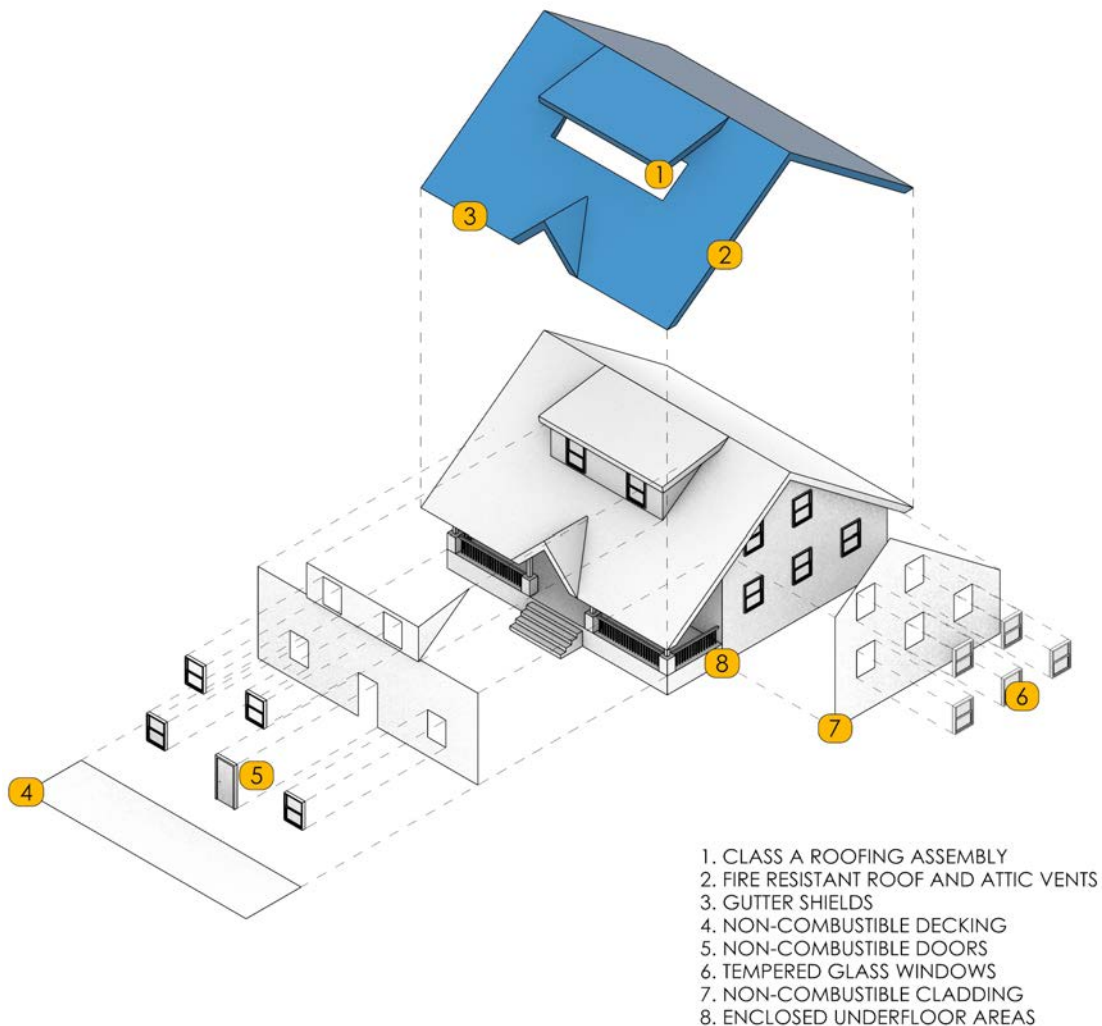 1
3
2
8
6
7
5
4
1. CLASS A ROOFING ASSEMBLY
2. FIRE RESISTANT ROOF AND ATTIC VENTS
3. GUTTER SHIELDS
4. NON-COMBUSTIBLE DECKING
5. NON-COMBUSTIBLE DOORS
6. TEMPERED GLASS WINDOWS
7. NON-COMBUSTIBLE CLADDING
8. ENCLOSED UNDERFLOOR AREAS